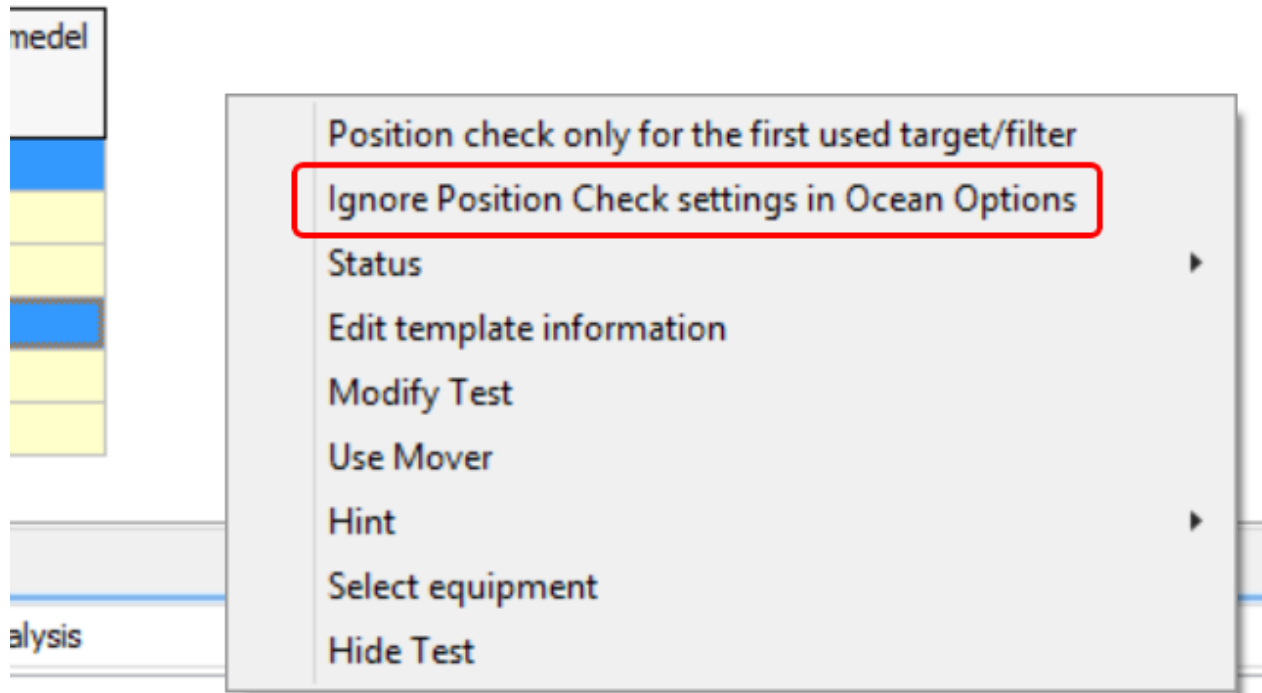 medel
Position check only for the first used target/filter
Ignore Position Check settings in Ocean Options
Status
Edit template information
Modify Test
Use Mover
Hint
Select equipment
Hide Test
alysis